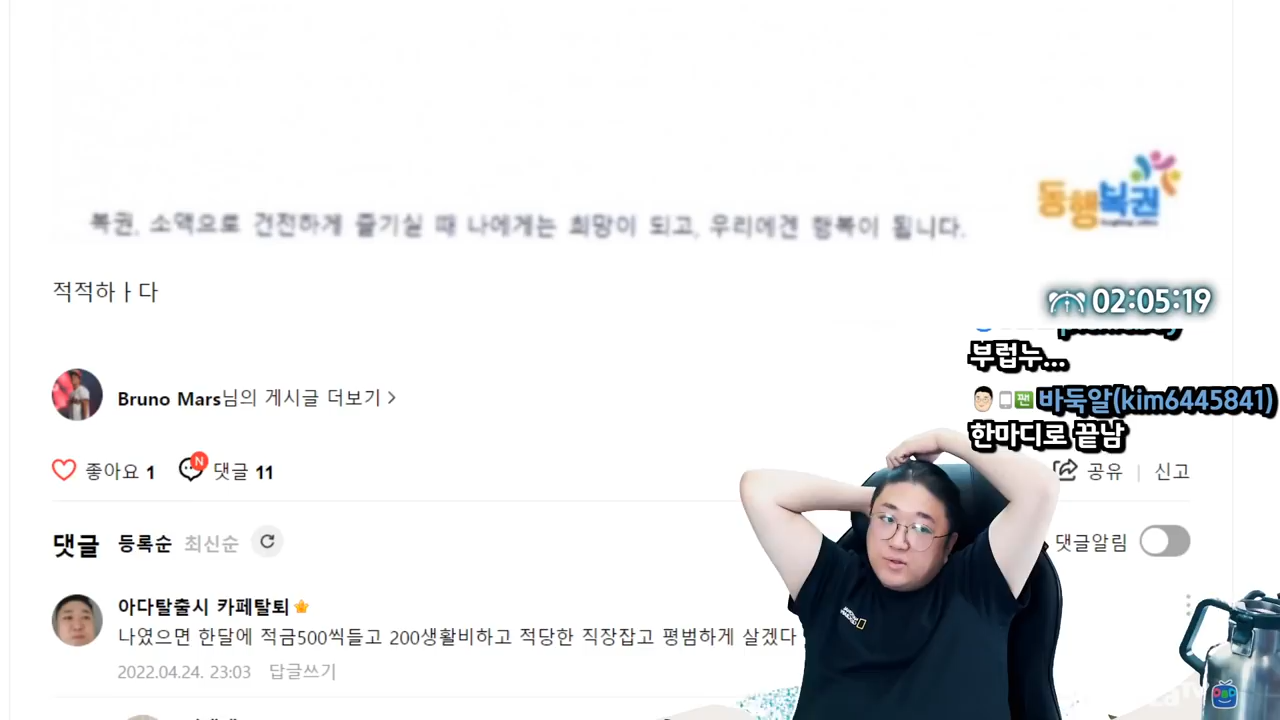 동행복권
복권, 소액으로 건전하게 즐기실 때 나에게는 희망이 되고, 우리에겐 행복이 됩니다.
적적하ㅏ다
02:05:19
부럽누...
Bruno Mars님의 게시글 더보기 >
짼 바둑알(kim6445841)
한마디로 끝남
좋아요 1 N 댓글 11
공유 | 신고
댓글 등록순 최신순
댓글알림
아다탈출시 카페탈퇴
나였으면 한달에 적금500씩들고 200생활비하고 적당한 직장잡고 평범하게 살겠다
2022.04.24. 23:03 답글쓰기